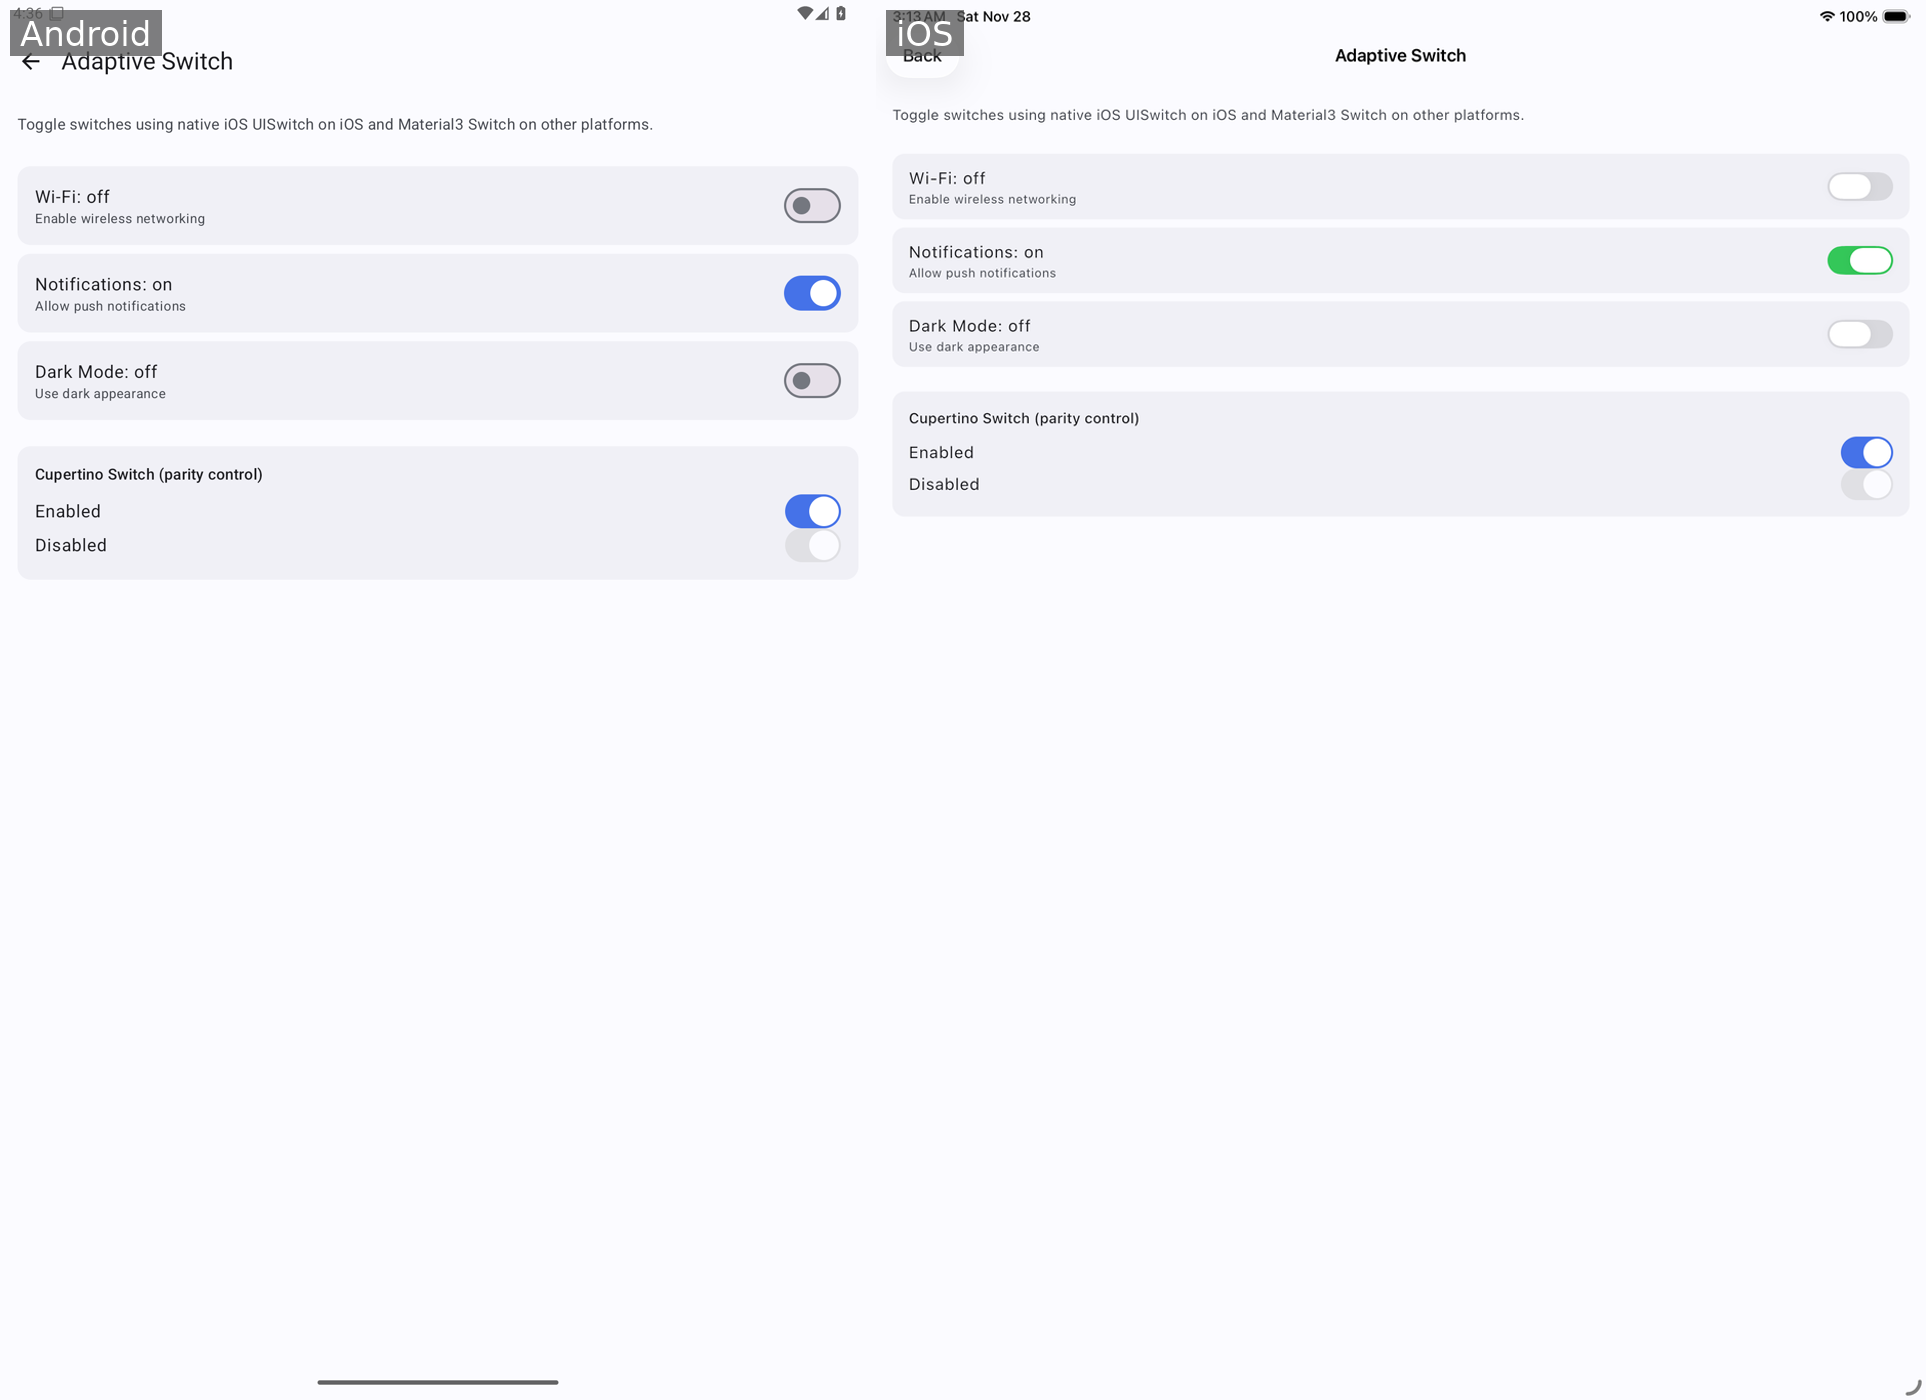 4:36
Android
Adaptive Switch
Toggle switches using native iOS UISwitch on iOS and Material3 Switch on other platforms.
Wi-Fi: off
Enable wireless networking
Notifications: on
Allow push notifications
Dark Mode: off
Use dark appearance
Cupertino Switch (parity control)
Enabled
Disabled
3:13 AM Sat Nov 28
100%
iOS
Back
Adaptive Switch
Toggle switches using native iOS UISwitch on iOS and Material3 Switch on other platforms.
Wi-Fi: off
Enable wireless networking
Notifications: on
Allow push notifications
Dark Mode: off
Use dark appearance
Cupertino Switch (parity control)
Enabled
Disabled